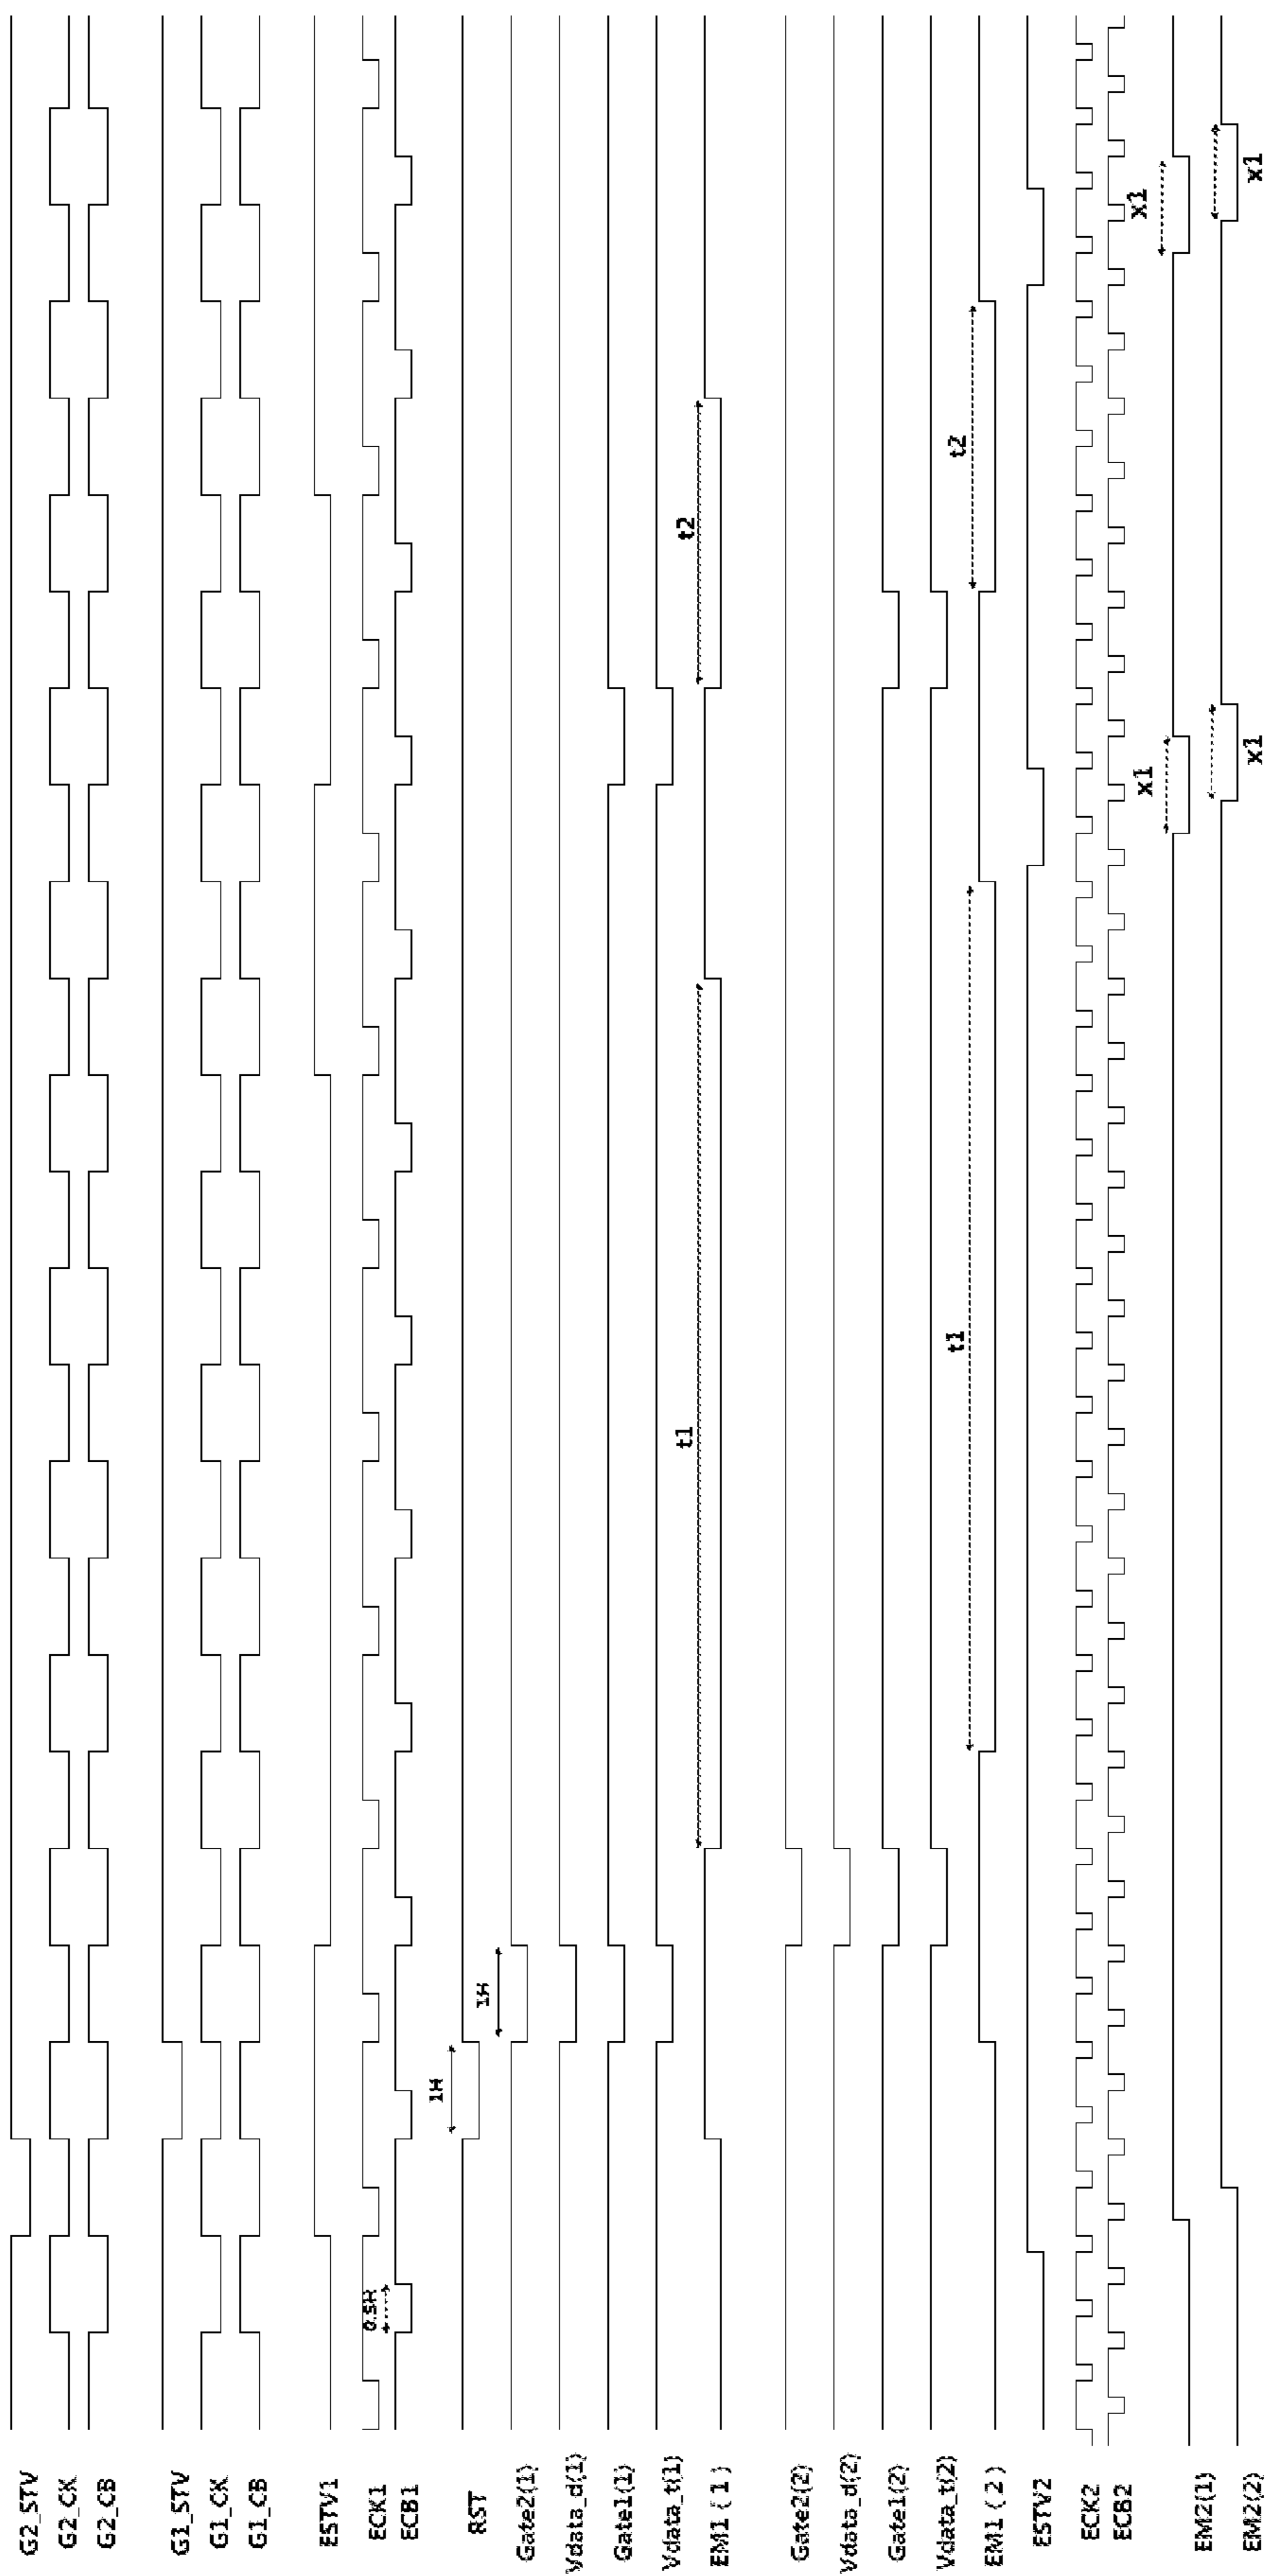 G2_STV
G2_CK
G2_CB
G1_STV
G1_CK
G1_CB
ESTV1
ECK1
0.5H
ECB1
RST
1H
Gate2(1)
1H
Vdata_d(1)
Gate1(1)
Vdata_t(1)
EM1 ( 1 )
t1
t2
Gate2(2)
Vdata_d(2)
Gate1(2)
Vdata_t(2)
EM1 ( 2 )
t1
t2
ESTV2
ECK2
ECB2
EM2(1)
x1
x1
EM2(2)
x1
x1